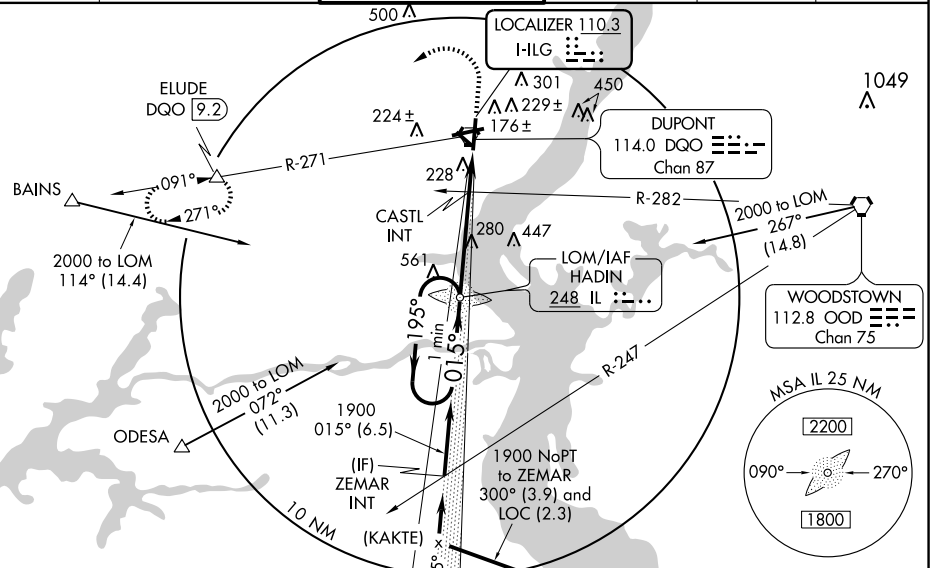 500
LOCALIZER 110.3
I-ILG
301
229±
450
1049
ELUDE
DQO 9.2
224±
176±
DUPONT
114.0 DQO
Chan 87
R-271
091°
228
BAINS
271°
R-282
2000 to LOM
267°
(14.8)
CASTL
INT
280
447
2000 to LOM
114° (14.4)
561
LOM/IAF
HADIN
248 IL
WOODSTOWN
112.8 OOD
Chan 75
195°
1 min
015°
R-247
2000 to LOM
072°
(11.3)
MSA IL 25 NM
2200
090°
270°
1800
1900
015° (6.5)
ODESA
(IF)
ZEMAR
INT
1900 NoPT
to ZEMAR
300° (3.9) and
LOC (2.3)
10 NM
(KAKTE)